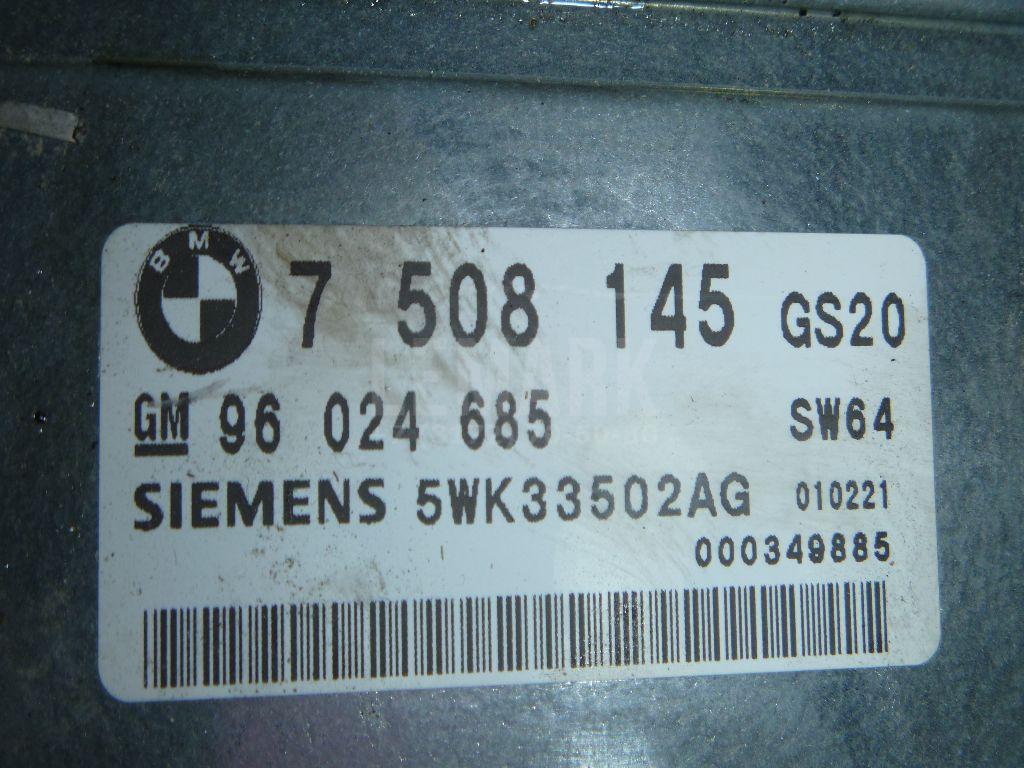 BMW 7 508 145 GS20
GM 96 024 685 SW64
SIEMENS 5WK33502AG 010221
000349885